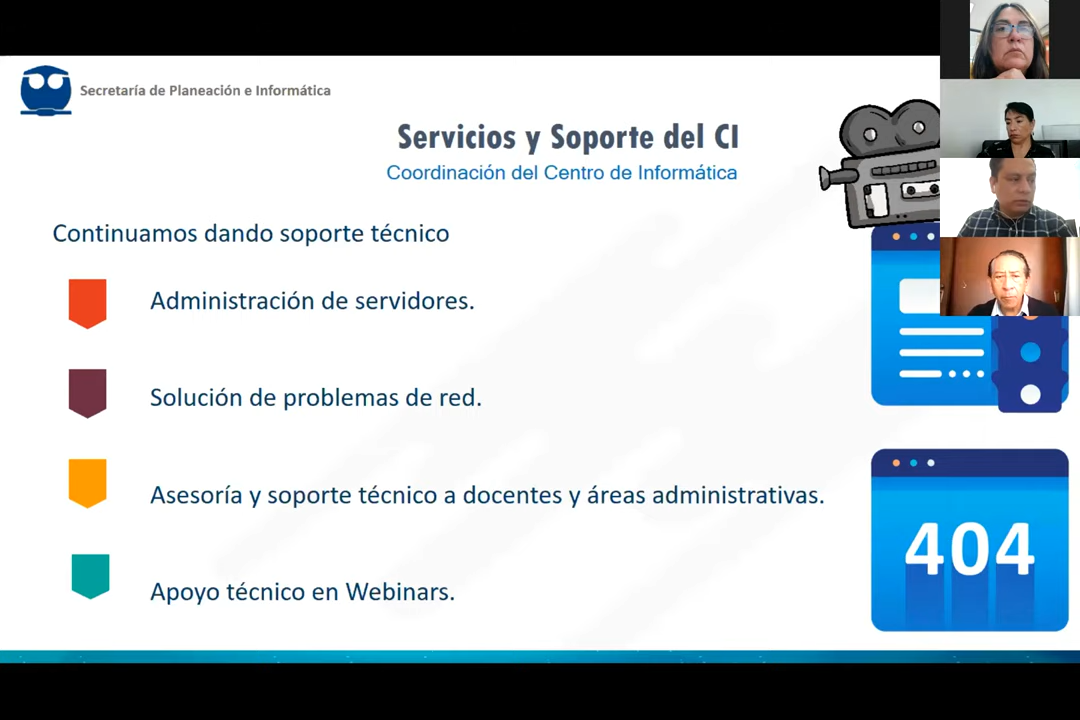 Secretaría de Planeación e Informática
Servicios y Soporte del CI
Coordinación del Centro de Informática
Continuamos dando soporte técnico
Administración de servidores.
Solución de problemas de red.
Asesoría y soporte técnico a docentes y áreas administrativas.
Apoyo técnico en Webinars.
404